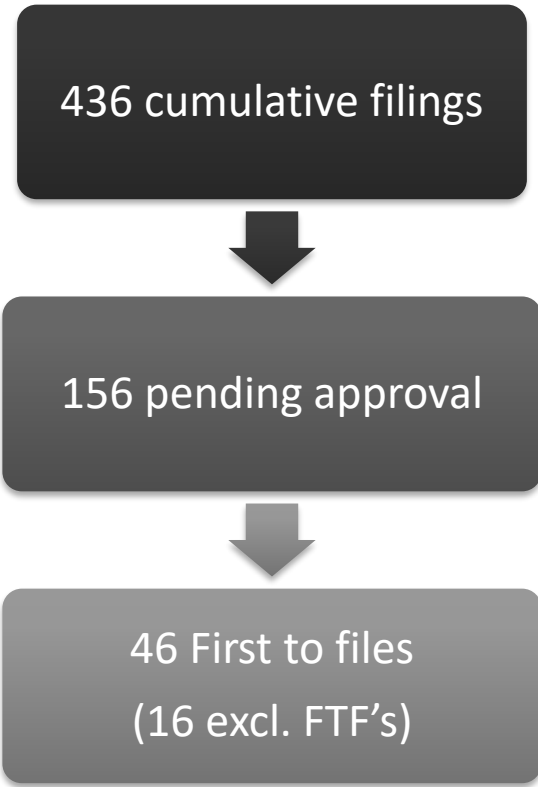 436 cumulative filings
156 pending approval
46 First to files
(16 excl. FTF’s)